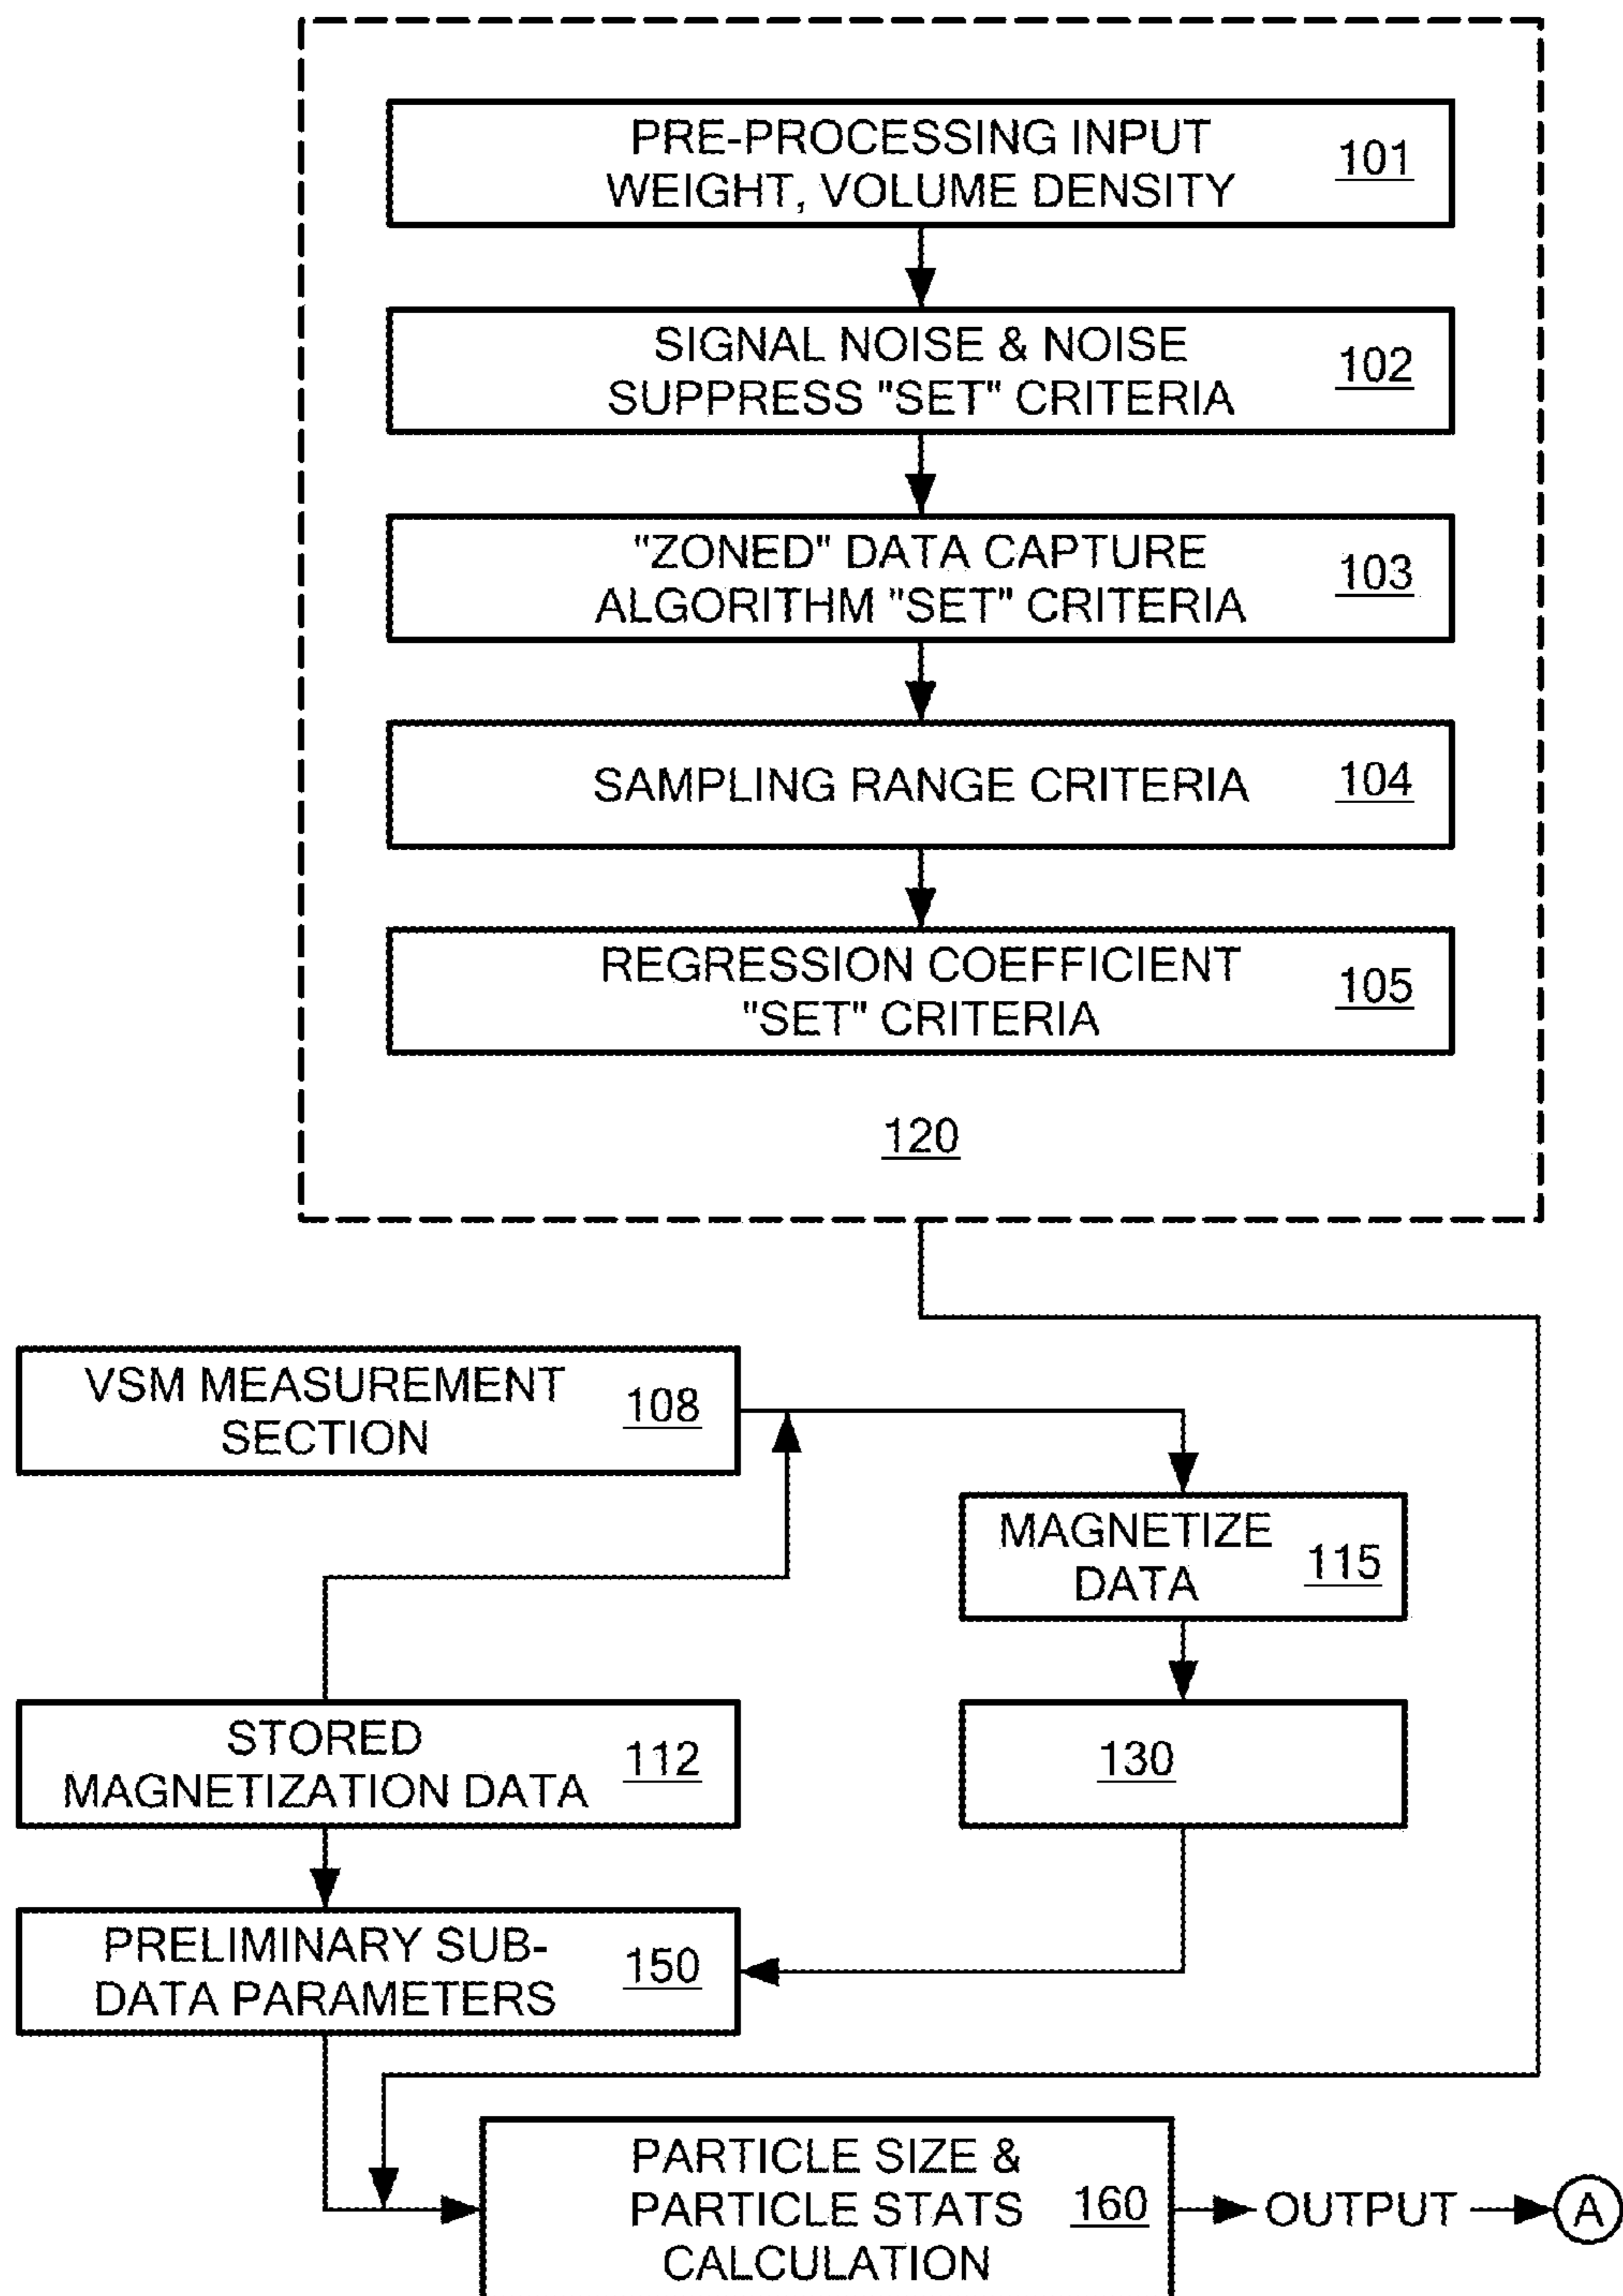 PRE-PROCESSING INPUT
WEIGHT, VOLUME DENSITY
101
SIGNAL NOISE & NOISE
SUPPRESS "SET" CRITERIA
102
"ZONED" DATA CAPTURE
ALGORITHM "SET" CRITERIA
103
SAMPLING RANGE CRITERIA
104
REGRESSION COEFFICIENT
"SET" CRITERIA
105
120
VSM MEASUREMENT
SECTION
108
MAGNETIZE
DATA
115
STORED
MAGNETIZATION DATA
112
130
PRELIMINARY SUB-
DATA PARAMETERS
150
PARTICLE SIZE &
PARTICLE STATS
CALCULATION
160
OUTPUT
A